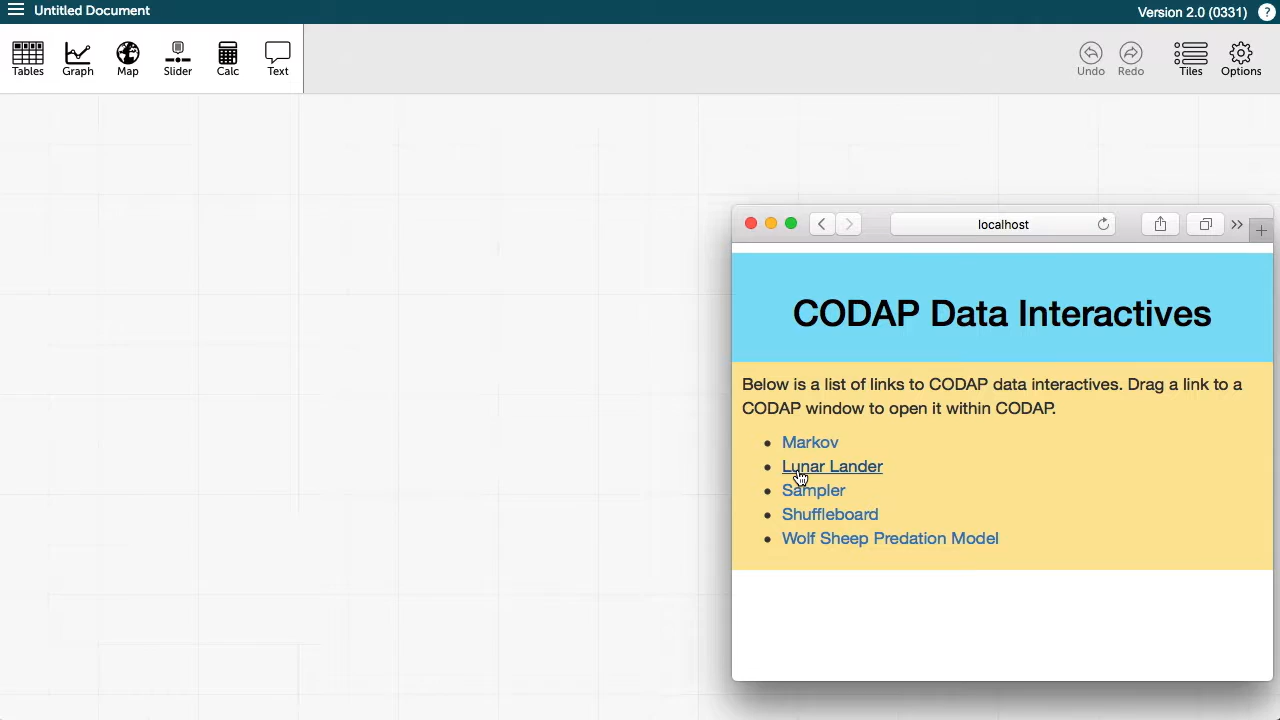 Untitled Document
Version 2.0 (0331) ?
Tables Graph Map Slider Calc Text Undo Redo Tiles Options
localhost
CODAP Data Interactives
Below is a list of links to CODAP data interactives. Drag a link to a
CODAP window to open it within CODAP.
• Markov
• Lunar Lander
• Sampler
• Shuffleboard
• Wolf Sheep Predation Model